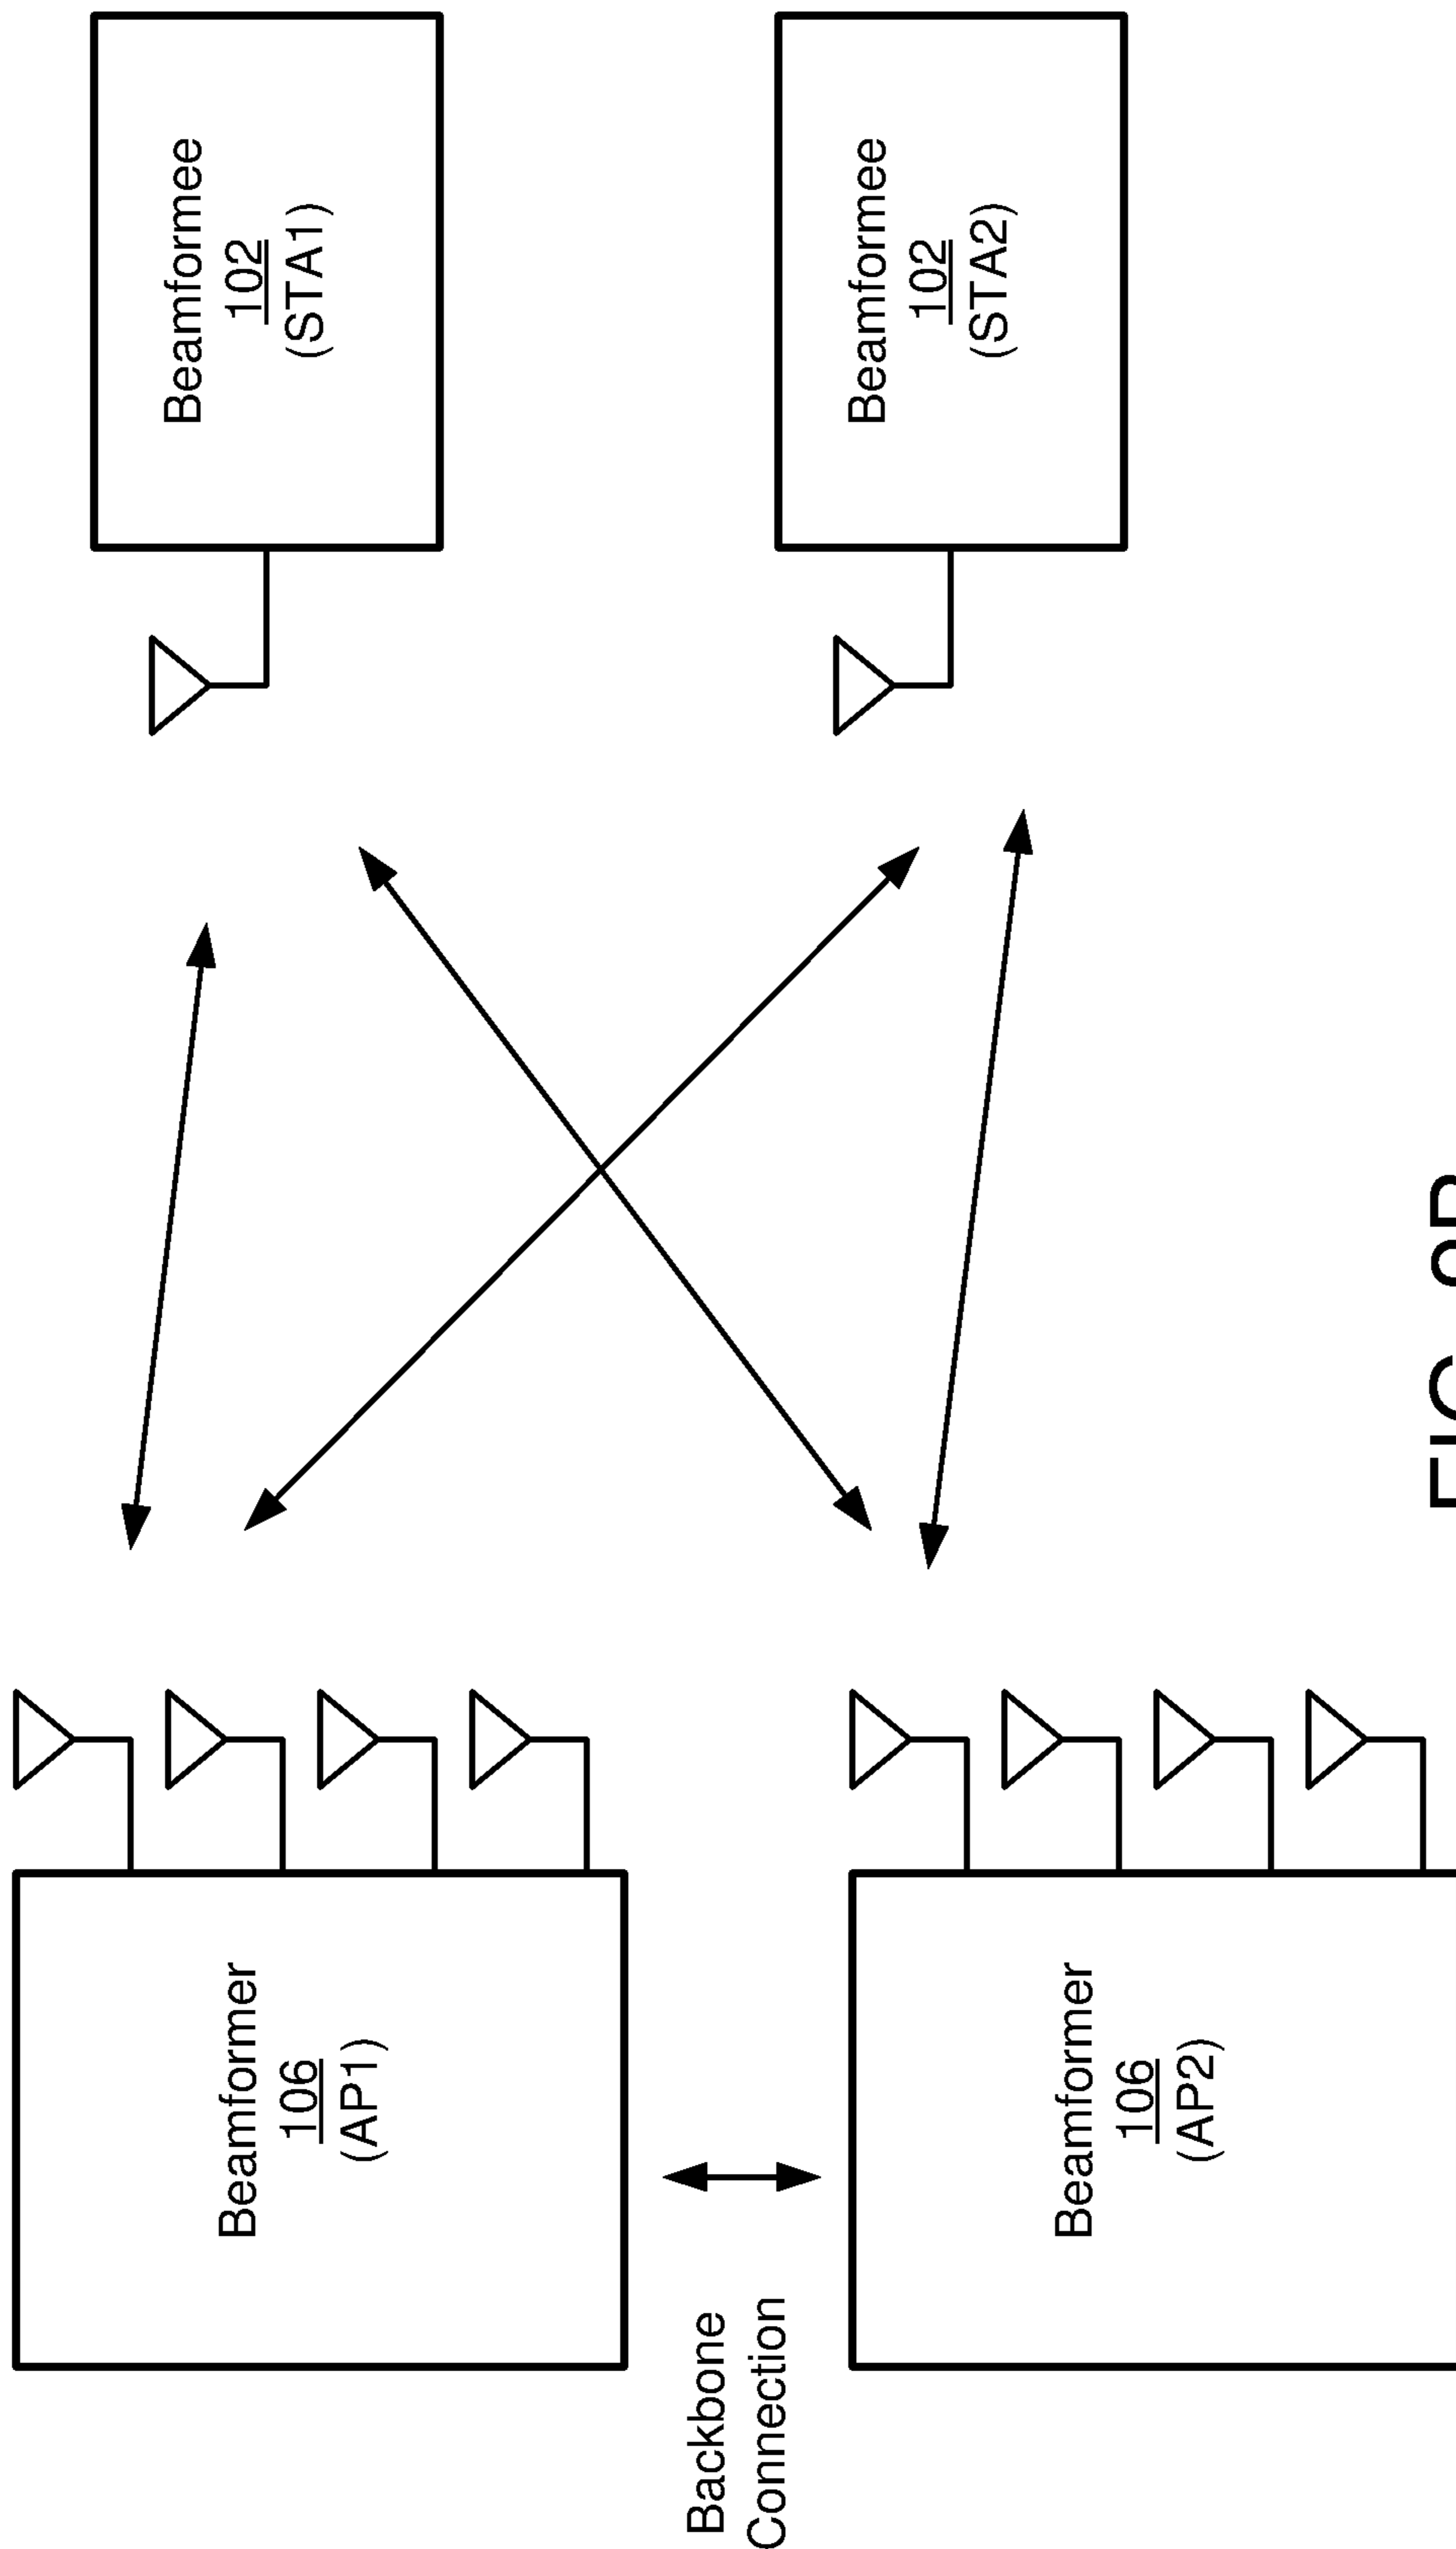 Beamformer
106
(AP1)
Beamformee
102
(STA1)
Backbone
Connection
Beamformer
106
(AP2)
Beamformee
102
(STA2)